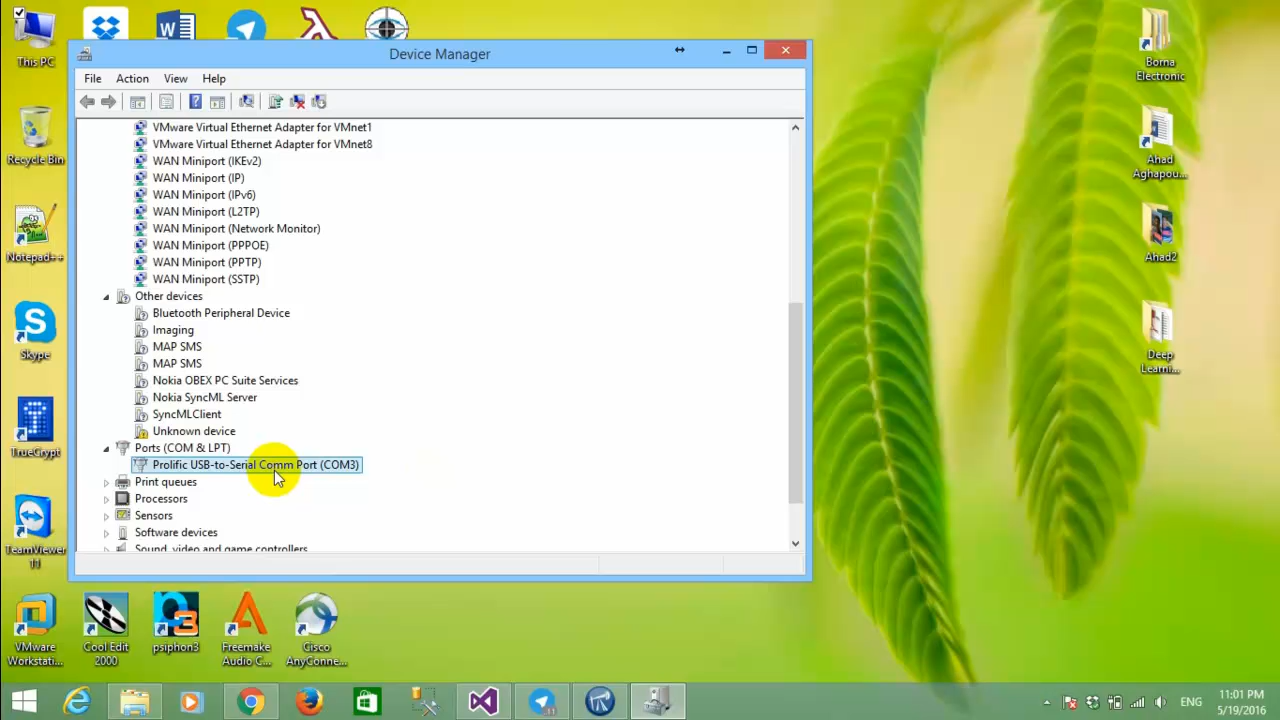 Device Manager
File Action View Help
VMware Virtual Ethernet Adapter for VMnet1
VMware Virtual Ethernet Adapter for VMnet8
WAN Miniport (IKEv2)
WAN Miniport (IP)
WAN Miniport (IPv6)
WAN Miniport (L2TP)
WAN Miniport (Network Monitor)
WAN Miniport (PPPOE)
WAN Miniport (PPTP)
WAN Miniport (SSTP)
Other devices
Bluetooth Peripheral Device
Imaging
MAP SMS
MAP SMS
Nokia OBEX PC Suite Services
Nokia SyncML Server
SyncMLClient
Unknown device
Ports (COM & LPT)
Prolific USB-to-Serial Comm Port (COM3)
Print queues
Processors
Sensors
Software devices
Sound, video and game controllers
This PC
Recycle Bin
Notepad++
Skype
TrueCrypt
TeamViewer
11
VMware
Workstati...
Cool Edit
2000
psiphon3
Freemake
Audio C...
Cisco
AnyConne...
Borna
Electronic
Ahad
Aghapou...
Ahad2
Deep
Learni...
ENG
11:01 PM
5/19/2016